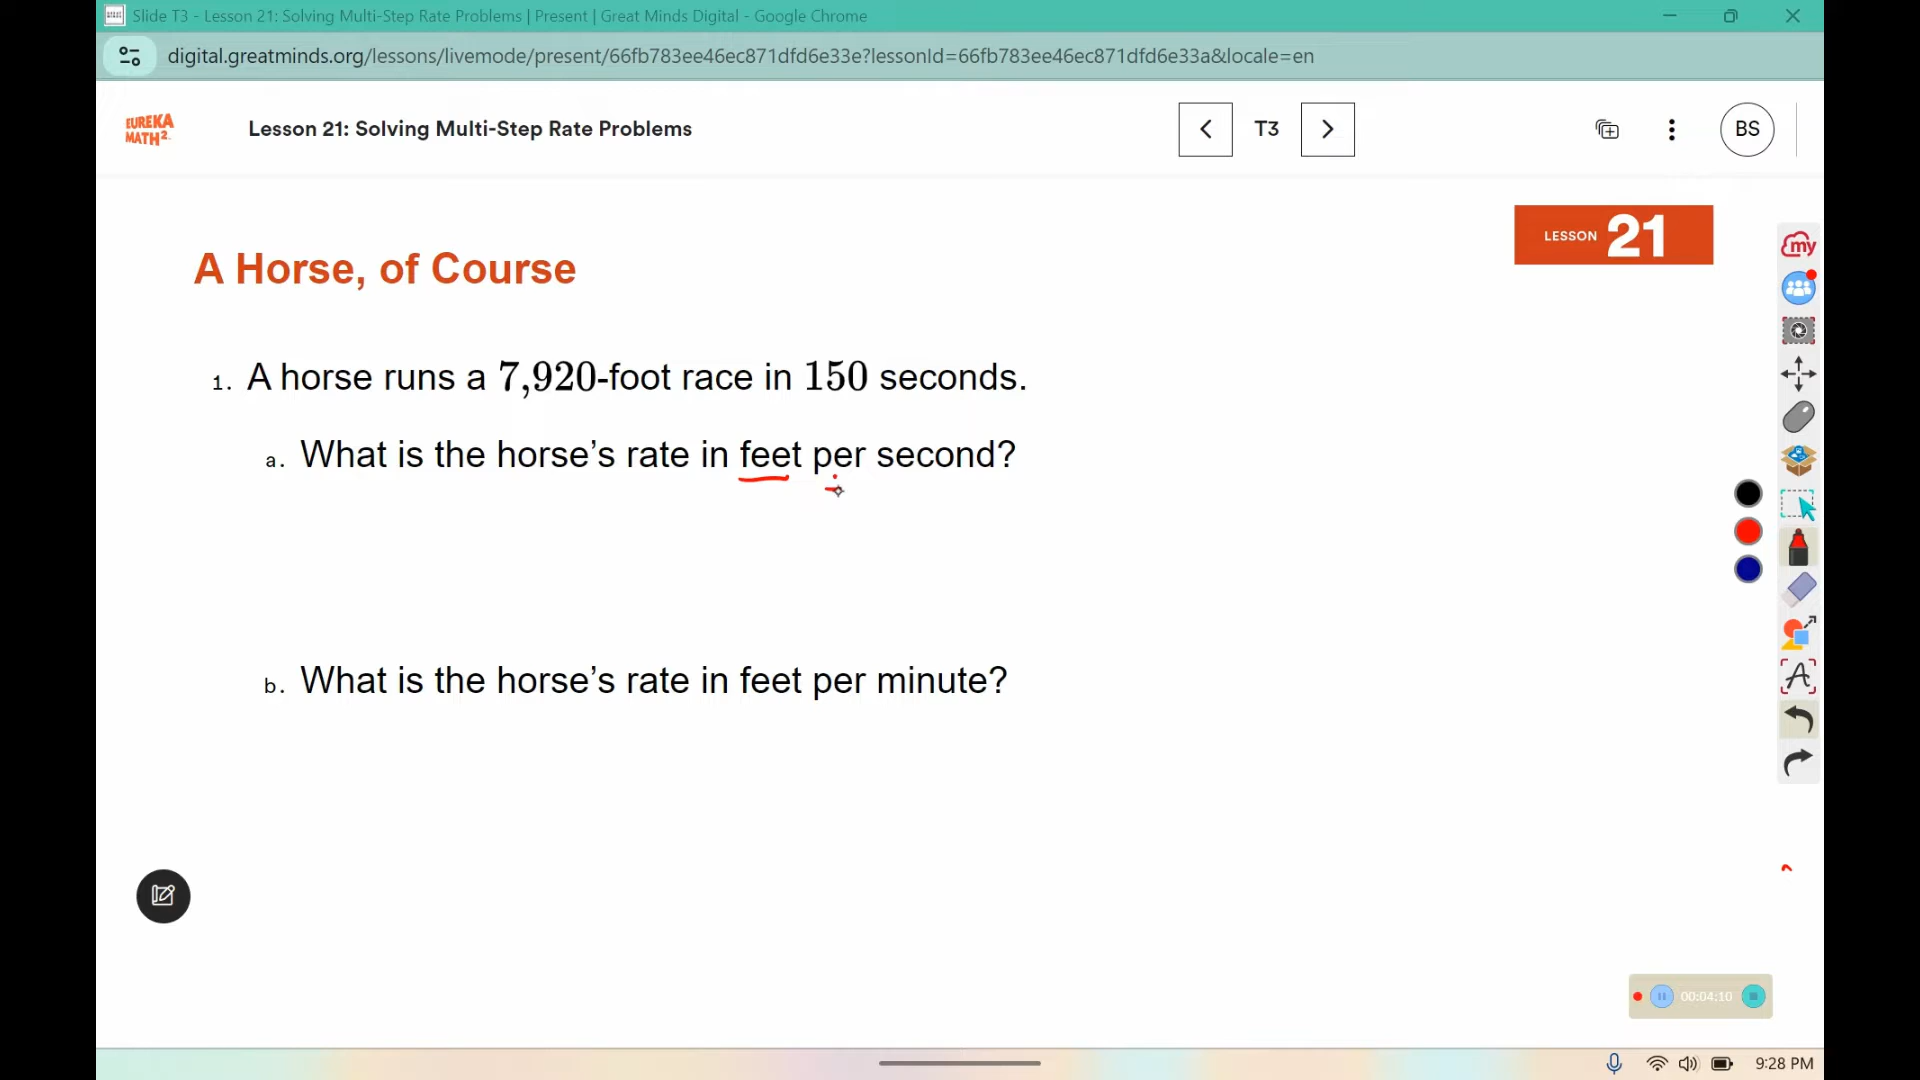 Slide T3 - Lesson 21: Solving Multi-Step Rate Problems | Present | Great Minds Digital - Google Chrome
digital.greatminds.org/lessons/livemode/present/66fb783ee46ec871dfd6e33e?lessonId=66fb783ee46ec871dfd6e33a&locale=en
EUREKA MATH²
Lesson 21: Solving Multi-Step Rate Problems
T3
BS
LESSON 21
my
A Horse, of Course
1. A horse runs a 7,920-foot race in 150 seconds.
a. What is the horse’s rate in feet per second?
b. What is the horse’s rate in feet per minute?
00:04:10
9:28 PM